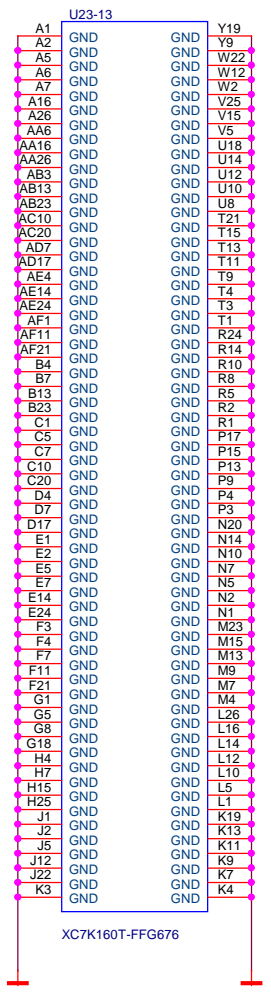 U23-13
A1 GND GND Y19
A2 GND GND Y9
A5 GND GND W22
A6 GND GND W12
A7 GND GND W2
A16 GND GND V25
A26 GND GND V15
AA6 GND GND V5
AA16 GND GND U18
AA26 GND GND U14
AB3 GND GND U12
AB13 GND GND U10
AB23 GND GND U8
AC10 GND GND T21
AC20 GND GND T15
AD7 GND GND T13
AD17 GND GND T11
AE4 GND GND T9
AE14 GND GND T4
AE24 GND GND T3
AF1 GND GND T1
AF11 GND GND R24
AF21 GND GND R14
B4 GND GND R10
B7 GND GND R8
B13 GND GND R5
B23 GND GND R2
C1 GND GND R1
C5 GND GND P17
C7 GND GND P15
C10 GND GND P13
C20 GND GND P9
D4 GND GND P4
D7 GND GND P3
D17 GND GND N20
E1 GND GND N14
E2 GND GND N10
E5 GND GND N7
E7 GND GND N5
E14 GND GND N2
E24 GND GND N1
F3 GND GND M23
F4 GND GND M15
F7 GND GND M13
F11 GND GND M9
F21 GND GND M7
G1 GND GND M4
G5 GND GND L26
G8 GND GND L16
G18 GND GND L14
H4 GND GND L12
H7 GND GND L10
H15 GND GND L5
H25 GND GND L1
J1 GND GND K19
J2 GND GND K13
J5 GND GND K11
J12 GND GND K9
J22 GND GND K7
K3 GND GND K4
XC7K160T-FFG676